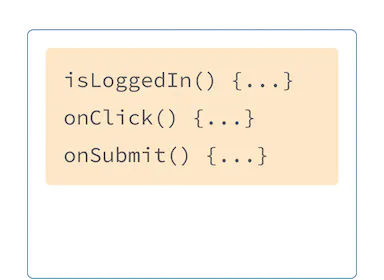 isLoggedIn() {...}
onClick() {...}
onSubmit() {...}